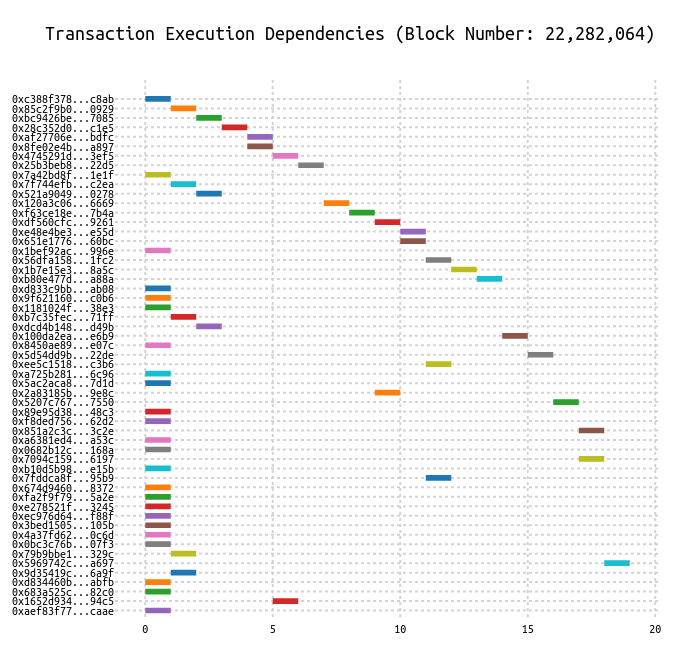 Transaction Execution Dependencies (Block Number: 22,282,064)
0xc388f378...c8ab
0x85c2f9b0...0929
0xbc9426be...7085
0x28c352d0...c1e5
0xaf27706e...bdfc
0x8fe02e4b...a897
0x4745291d...3ef5
0x25b3beb8...22d5
0x7a42bd8f...1e1f
0x7f744efb...c2ea
0x521a9049...0278
0x120a3c06...6669
0xf63ce18e...7b4a
0xdf560cfc...9261
0xe48e4be3...e55d
0x651e1776...60bc
0x1bef92ac...996e
0x56dfa158...1fc2
0x1b7e15e3...8a5c
0xb80e477d...a88a
0xd833c9bb...ab08
0x9f621160...c0b6
0x1181024f...38e3
0xb7c35fec...71ff
0xdcd4b148...d49b
0x100da2ea...e6b9
0x8450ae89...e07c
0x5d54dd9b...22de
0xee5c1518...c3b6
0xa725b281...6c96
0x5ac2aca8...7d1d
0x2a83185b...9e8c
0x5207c767...7550
0x89e95d38...48c3
0xf8ded756...62d2
0x851a2c3c...3c2e
0xa6381ed4...a53c
0x0682b12c...168a
0x7094c159...6197
0xb10d5b98...e15b
0x7fddca8f...95b9
0x674d9460...8372
0xfa2f9f79...5a2e
0xe278521f...3245
0xec976d64...f88f
0x3bed1505...105b
0x4a37fd62...0c6d
0x0bc3c76b...07f3
0x79b9bbe1...329c
0x5969742c...a697
0x9d35419c...6a9f
0xd834460b...abfb
0x683a525c...82c0
0x1652d934...94c5
0xaef83f77...caae
0 5 10 15 20